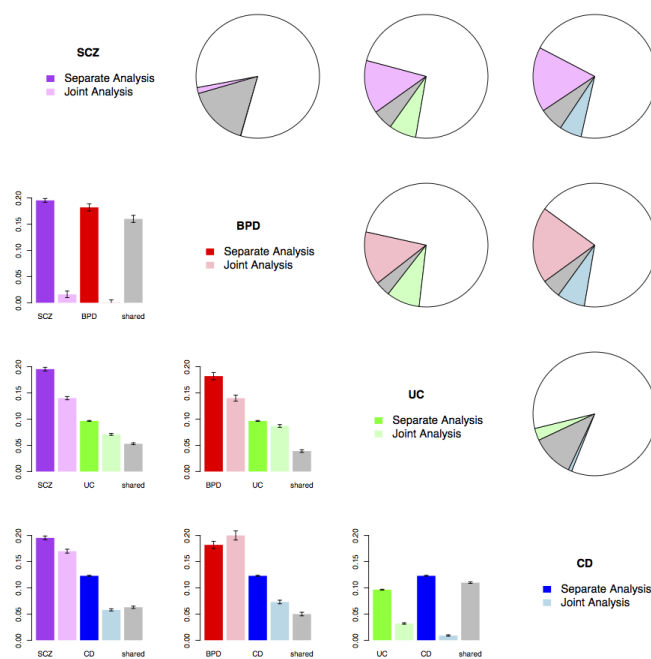 SCZ
Separate Analysis
Joint Analysis
0.00 0.05 0.10 0.15 0.20
SCZ BPD shared
BPD
Separate Analysis
Joint Analysis
0.00 0.05 0.10 0.15 0.20
SCZ UC shared
0.00 0.05 0.10 0.15 0.20
BPD UC shared
UC
Separate Analysis
Joint Analysis
0.00 0.05 0.10 0.15 0.20
SCZ CD shared
0.00 0.05 0.10 0.15 0.20
BPD CD shared
0.00 0.05 0.10 0.15 0.20
UC CD shared
CD
Separate Analysis
Joint Analysis